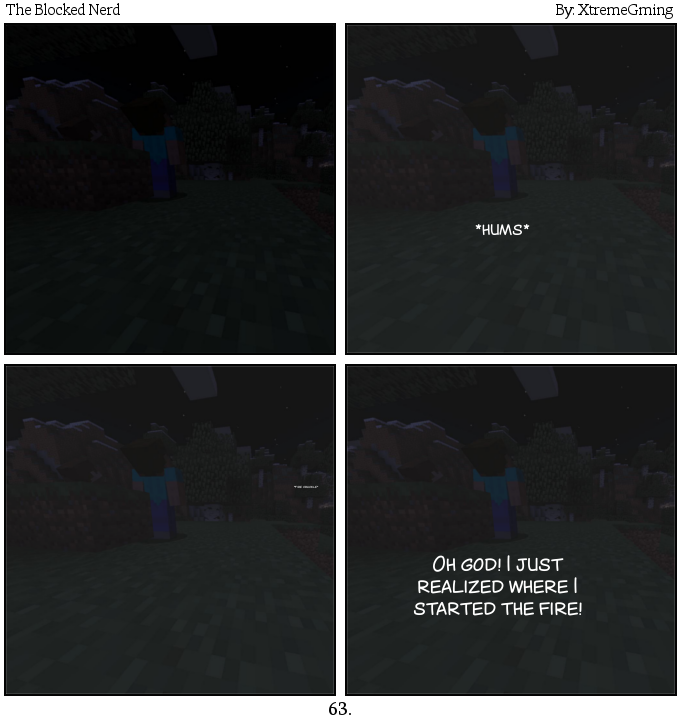 The Blocked Nerd
By: XtremeGming
*HUMS*
OH GOD! I JUST
REALIZED WHERE I
STARTED THE FIRE!
63.